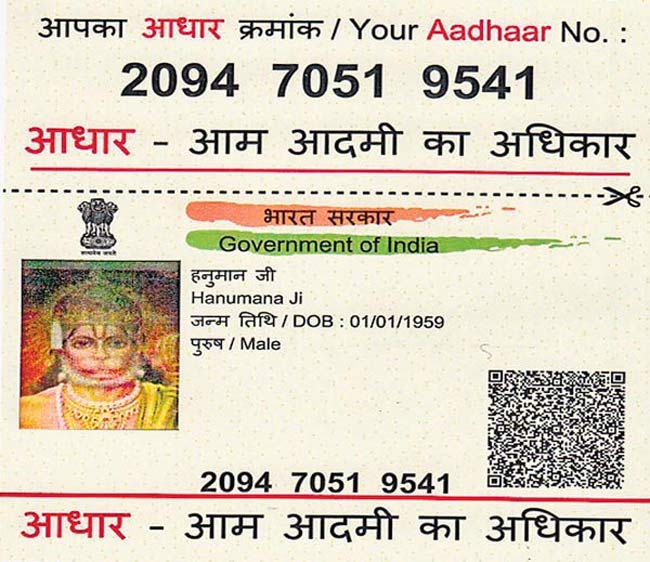 आपका आधार क्रमांक / Your Aadhaar No. :
2094 7051 9541
आधार - आम आदमी का अधिकार
भारत सरकार
Government of India
सत्यमेव जयते
हनुमान जी
Hanumana Ji
जन्म तिथि / DOB : 01/01/1959
पुरुष / Male
2094 7051 9541
आधार - आम आदमी का अधिकार